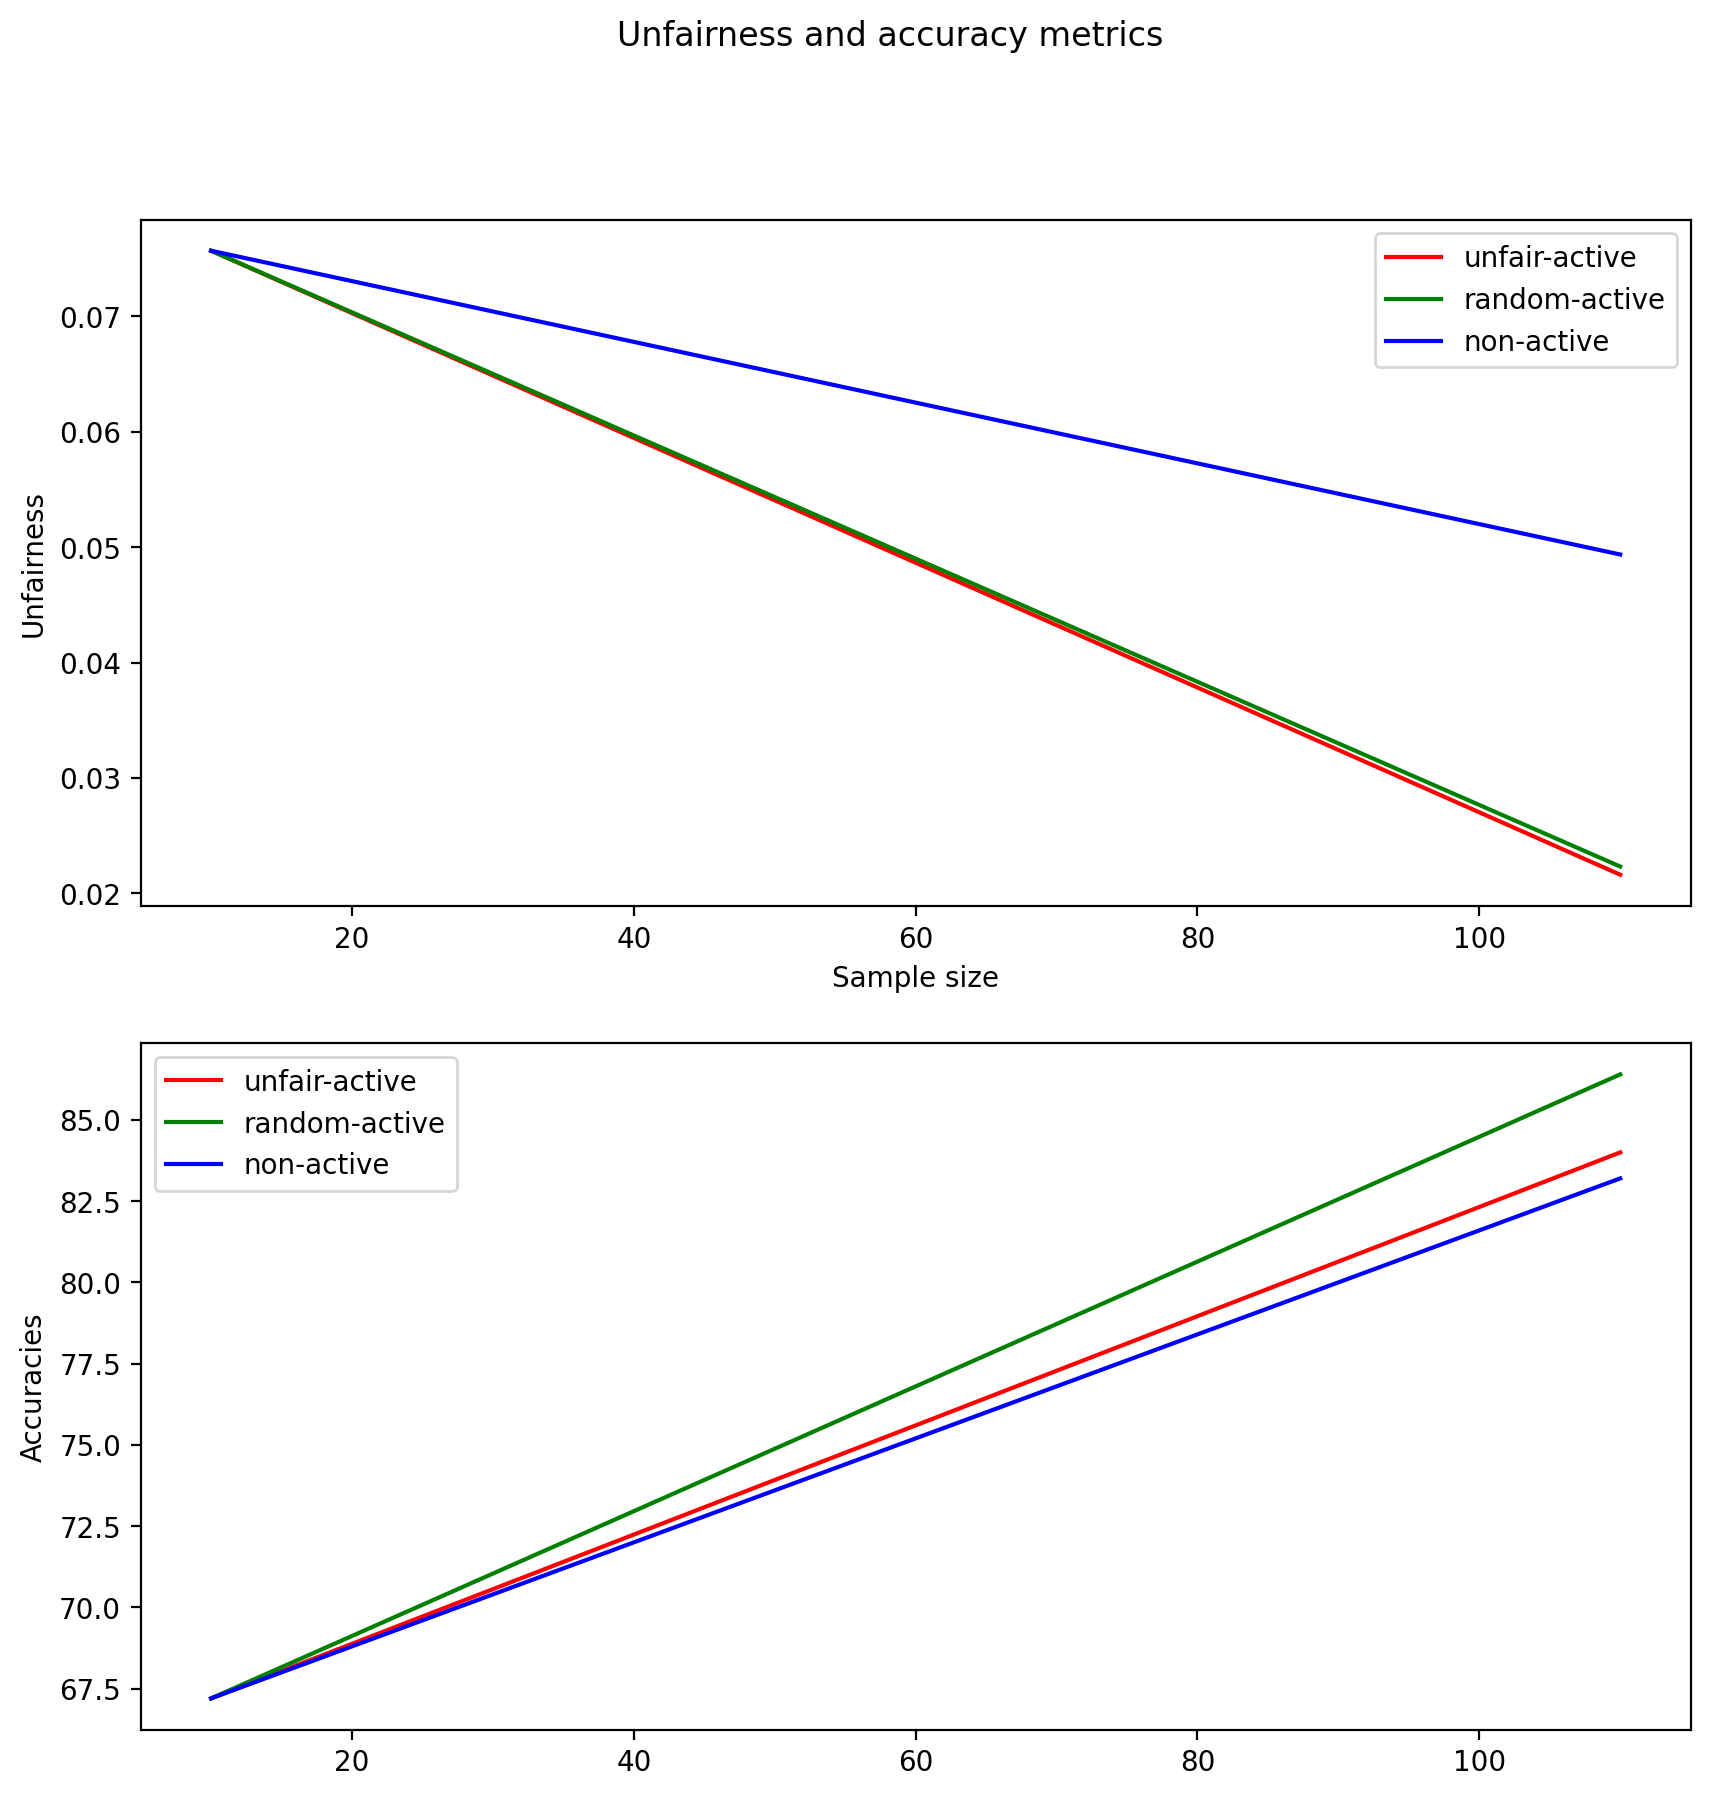 Unfairness and accuracy metrics
unfair-active
random-active
non-active
0.07
0.06
0.05
0.04
0.03
0.02
Unfairness
20 40 60 80 100
Sample size
unfair-active
random-active
non-active
85.0
82.5
80.0
77.5
75.0
72.5
70.0
67.5
Accuracies
20 40 60 80 100